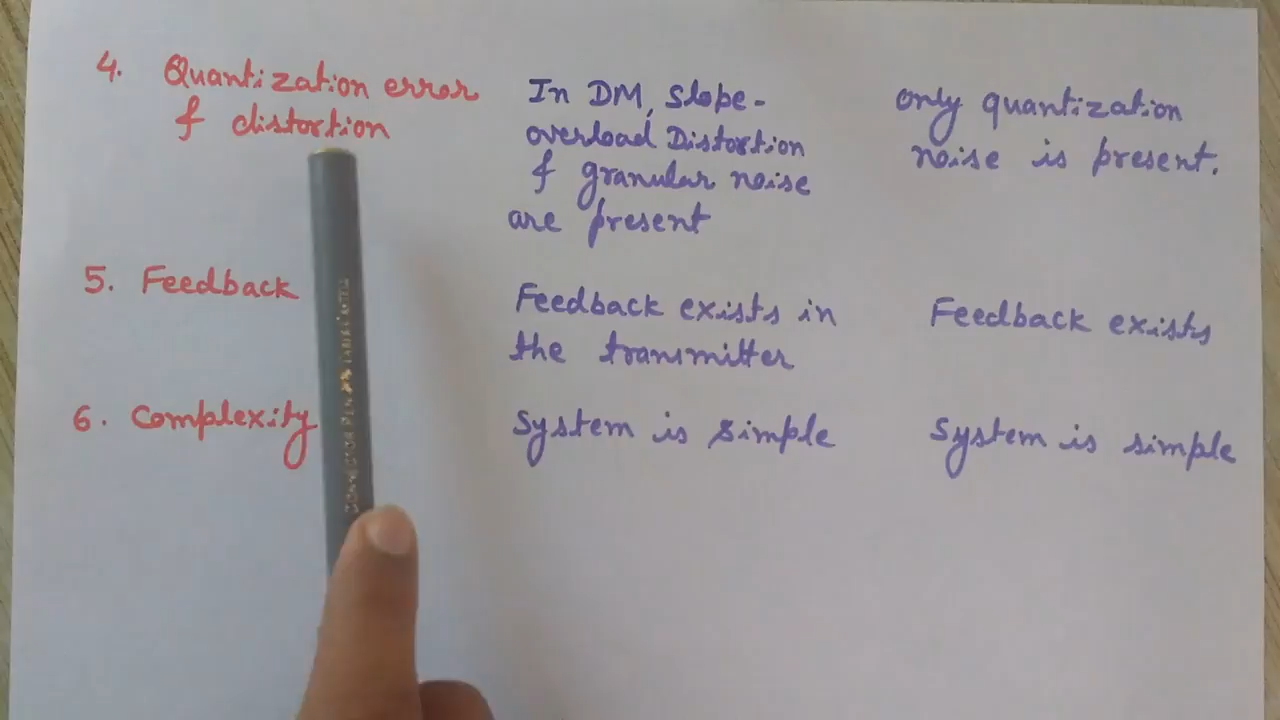 4. Quantization error
& distortion
In DM, Slope-
overload Distortion
& granular noise
are present
only quantization
noise is present.
5. Feedback
Feedback exists in
the transmitter
Feedback exists
6. Complexity
System is simple
System is simple